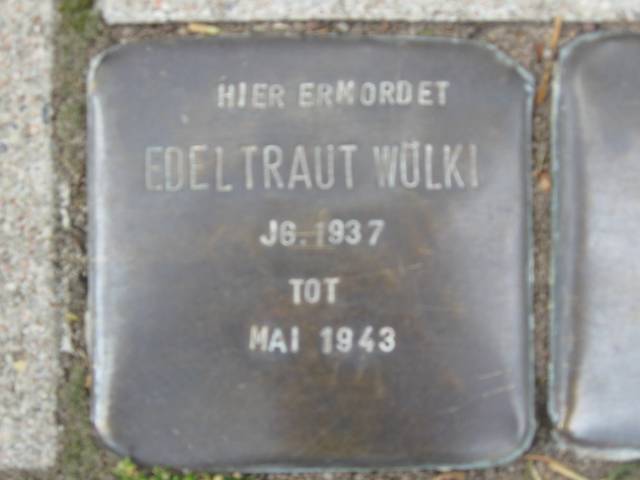 HIER ERMORDET
EDELTRAUT WÜLKI
JG. 1937
TOT
MAI 1943